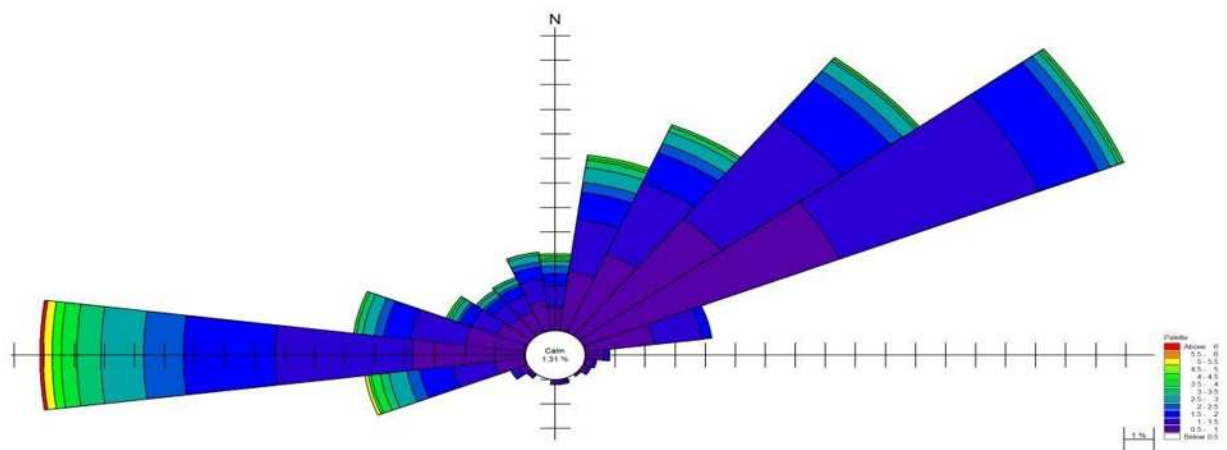 N
Calm
1.31 %
Palette
Above 6
5.5 - 6
5 - 5.5
4.5 - 5
4 - 4.5
3.5 - 4
3 - 3.5
2.5 - 3
2 - 2.5
1.5 - 2
1 - 1.5
0.5 - 1
Below 0.5
1 %